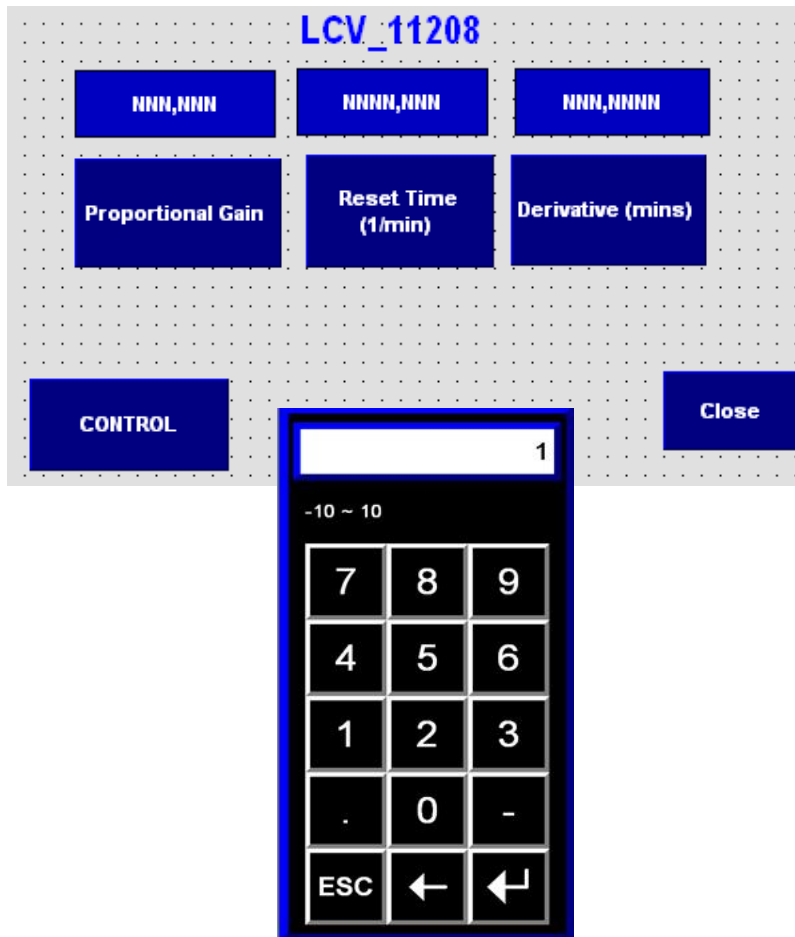 LCV_11208
NNN,NNN
NNNN,NNN
NNN,NNNN
Proportional Gain
Reset Time
(1/min)
Derivative (mins)
CONTROL
Close
1
-10 ~ 10
7 8 9
4 5 6
1 2 3
. 0 -
ESC